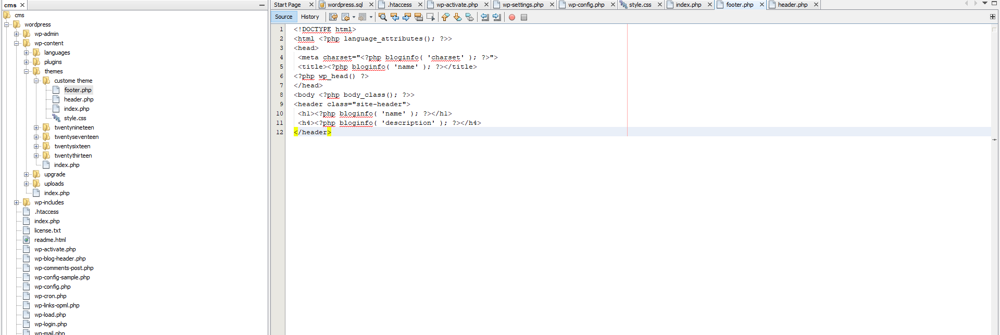 cms
cms
wordpress
wp-admin
wp-content
languages
plugins
themes
custome theme
footer.php
header.php
index.php
style.css
twentynineteen
twentyseventeen
twentysixteen
twentythirteen
index.php
upgrade
uploads
index.php
wp-includes
.htaccess
index.php
license.txt
readme.html
wp-activate.php
wp-blog-header.php
wp-comments-post.php
wp-config-sample.php
wp-config.php
wp-cron.php
wp-links-opml.php
wp-load.php
wp-login.php
wp-mail.php
Start Page wordpress.sql .htaccess wp-activate.php wp-settings.php wp-config.php style.css index.php footer.php header.php
Source History
1 <!DOCTYPE html>
2 <html <?php language_attributes(); ?>>
3 <head>
4 <meta charset="<?php bloginfo( 'charset' ); ?>">
5 <title><?php bloginfo( 'name' ); ?></title>
6 <?php wp_head() ?>
7 </head>
8 <body <?php body_class(); ?>>
9 <header class="site-header">
10 <h1><?php bloginfo( 'name' ); ?></h1>
11 <h4><?php bloginfo( 'description' ); ?></h4>
12 </header>